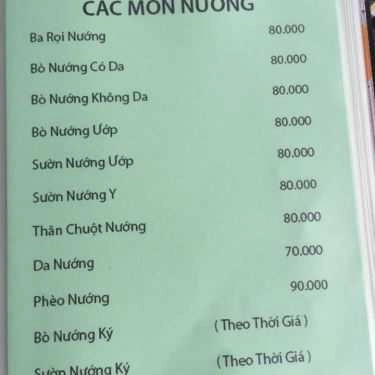 CÁC MÓN NƯỚNG
Ba Rọi Nướng 80.000
Bò Nướng Có Da 80.000
Bò Nướng Không Da 80.000
Bò Nướng Ướp 80.000
Sườn Nướng Ướp 80.000
Sườn Nướng Y 80.000
Thăn Chuột Nướng 80.000
Da Nướng 70.000
Phèo Nướng 90.000
Bò Nướng Ký ( Theo Thời Giá )
Sườn Nướng Ký ( Theo Thời Giá )